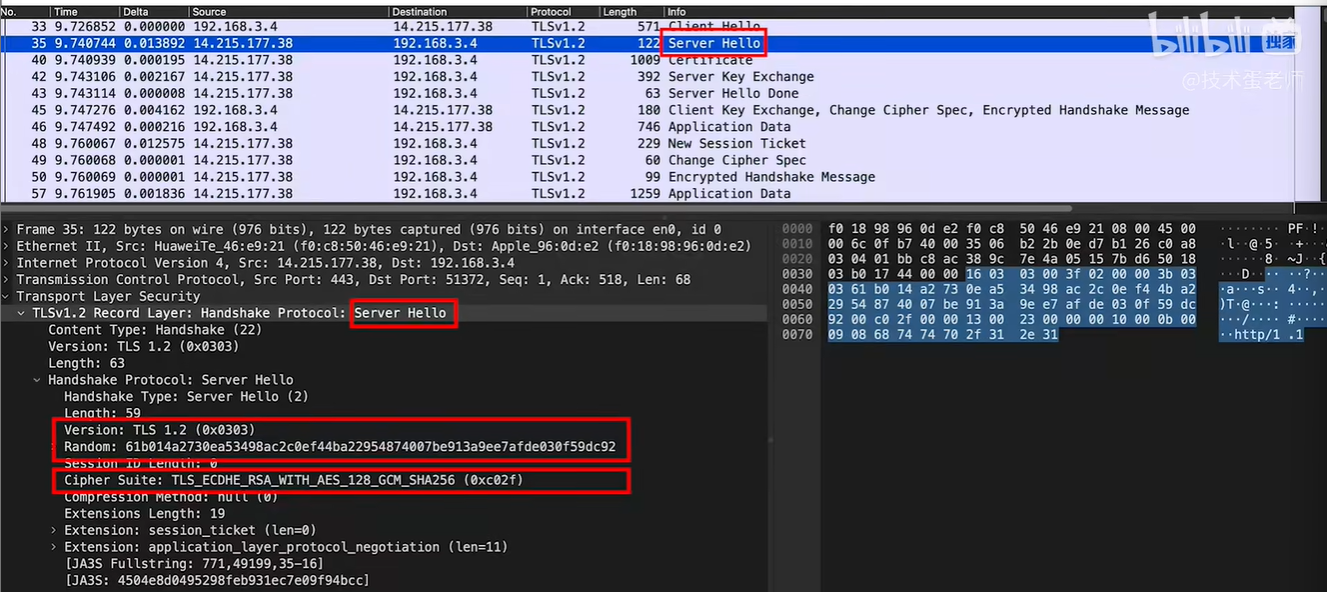 No. Time Delta Source Destination Protocol Length Info
33 9.726852 0.000000 192.168.3.4 14.215.177.38 TLSv1.2 571 Client Hello
35 9.740744 0.013892 14.215.177.38 192.168.3.4 TLSv1.2 122 Server Hello
40 9.740939 0.000195 14.215.177.38 192.168.3.4 TLSv1.2 1009 Certificate
42 9.743106 0.002167 14.215.177.38 192.168.3.4 TLSv1.2 392 Server Key Exchange
43 9.743114 0.000008 14.215.177.38 192.168.3.4 TLSv1.2 63 Server Hello Done
45 9.747276 0.004162 192.168.3.4 14.215.177.38 TLSv1.2 180 Client Key Exchange, Change Cipher Spec, Encrypted Handshake Message
46 9.747492 0.000216 192.168.3.4 14.215.177.38 TLSv1.2 746 Application Data
48 9.760067 0.012575 14.215.177.38 192.168.3.4 TLSv1.2 229 New Session Ticket
49 9.760068 0.000001 14.215.177.38 192.168.3.4 TLSv1.2 60 Change Cipher Spec
50 9.760069 0.000001 14.215.177.38 192.168.3.4 TLSv1.2 99 Encrypted Handshake Message
57 9.761905 0.001836 14.215.177.38 192.168.3.4 TLSv1.2 1259 Application Data
bilibili 独家
@技术蛋老师
Frame 35: 122 bytes on wire (976 bits), 122 bytes captured (976 bits) on interface en0, id 0
Ethernet II, Src: HuaweiTe_46:e9:21 (f0:c8:50:46:e9:21), Dst: Apple_96:0d:e2 (f0:18:98:96:0d:e2)
Internet Protocol Version 4, Src: 14.215.177.38, Dst: 192.168.3.4
Transmission Control Protocol, Src Port: 443, Dst Port: 51372, Seq: 1, Ack: 518, Len: 68
Transport Layer Security
TLSv1.2 Record Layer: Handshake Protocol: Server Hello
Content Type: Handshake (22)
Version: TLS 1.2 (0x0303)
Length: 63
Handshake Protocol: Server Hello
Handshake Type: Server Hello (2)
Length: 59
Version: TLS 1.2 (0x0303)
Random: 61b014a2730ea53498ac2c0ef44ba22954874007be913a9ee7afde030f59dc92
Session ID Length: 0
Cipher Suite: TLS_ECDHE_RSA_WITH_AES_128_GCM_SHA256 (0xc02f)
Compression Method: null (0)
Extensions Length: 19
Extension: session_ticket (len=0)
Extension: application_layer_protocol_negotiation (len=11)
[JA3S Fullstring: 771,49199,35-16]
[JA3S: 4504e8d0495298feb931ec7e09f94bcc]
0000 f0 18 98 96 0d e2 f0 c8 50 46 e9 21 08 00 45 00 ········ PF·!··
0010 00 6c 0f b7 40 00 35 06 b2 2b 0e d7 b1 26 c0 a8 ·l··@·5· ·+···
0020 03 04 01 bb c8 ac 38 9c 7e 4a 05 15 7b d6 50 18 ······8· ~J··{
0030 03 b0 17 44 00 00 16 03 03 00 3f 02 00 00 3b 03 ···D···· ··?···
0040 03 61 b0 14 a2 73 0e a5 34 98 ac 2c 0e f4 4b a2 ·a···s·· 4··,··
0050 29 54 87 40 07 be 91 3a 9e e7 af de 03 0f 59 dc )T·@···: ······
0060 92 00 c0 2f 00 00 13 00 23 00 00 00 10 00 0b 00 ···/···· #·····
0070 09 08 68 74 74 70 2f 31 2e 31 ··http/1 .1